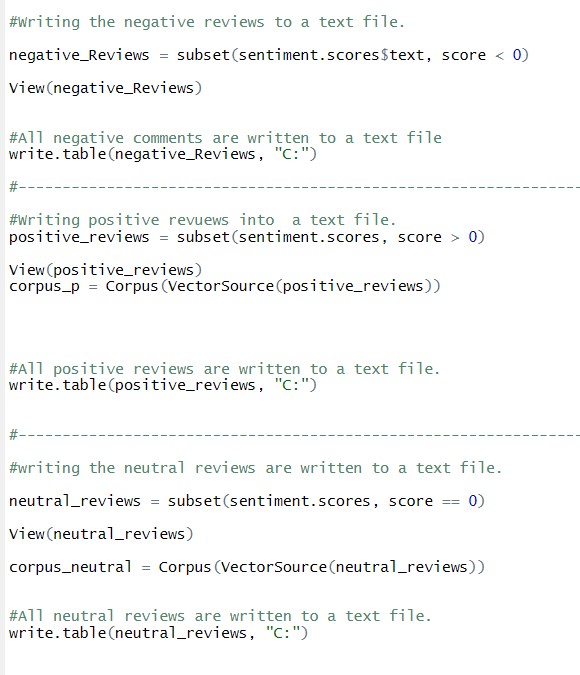 #Writing the negative reviews to a text file.
negative_Reviews = subset(sentiment.scores$text, score < 0)
View(negative_Reviews)
#All negative comments are written to a text file
write.table(negative_Reviews, "C:")
#----------------------------------------------------------------
#Writing positive revuews into  a text file.
positive_reviews = subset(sentiment.scores, score > 0)
View(positive_reviews)
corpus_p = Corpus(VectorSource(positive_reviews))
#All positive reviews are written to a text file.
write.table(positive_reviews, "C:")
#----------------------------------------------------------------
#writing the neutral reviews are written to a text file.
neutral_reviews = subset(sentiment.scores, score == 0)
View(neutral_reviews)
corpus_neutral = Corpus(VectorSource(neutral_reviews))
#All neutral reviews are written to a text file.
write.table(neutral_reviews, "C:")